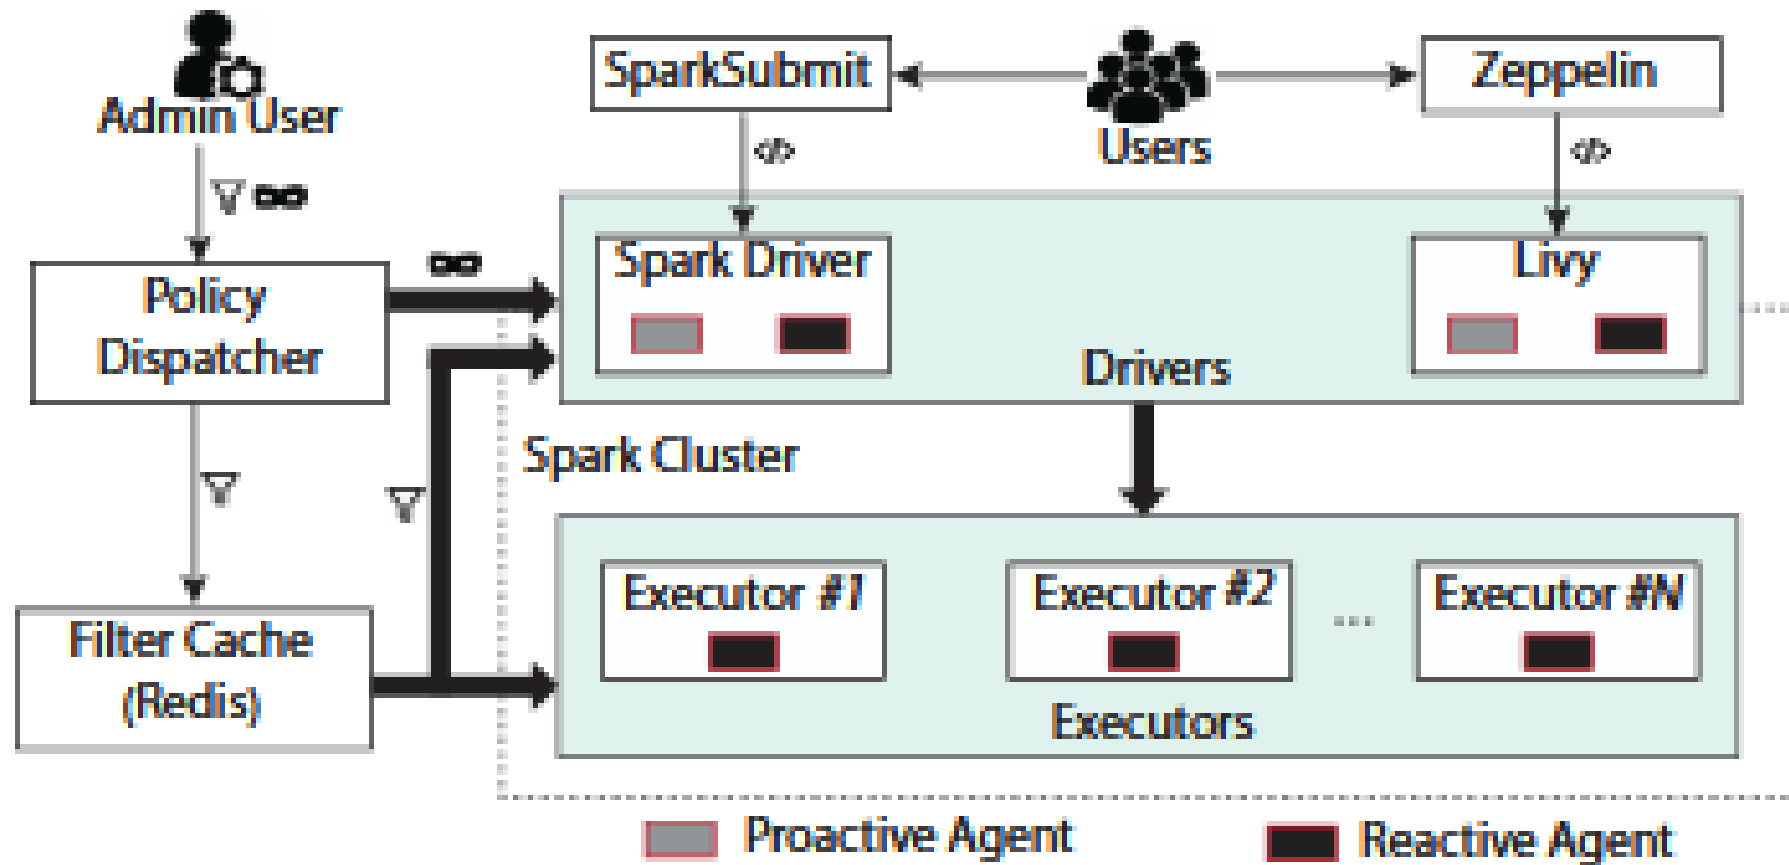 Admin User
SparkSubmit
Users
Zeppelin
</>
</>
Policy
Dispatcher
Spark Driver
Livy
Drivers
Spark Cluster
Filter Cache
(Redis)
Executor #1
Executor #2
...
Executor #N
Executors
Proactive Agent
Reactive Agent